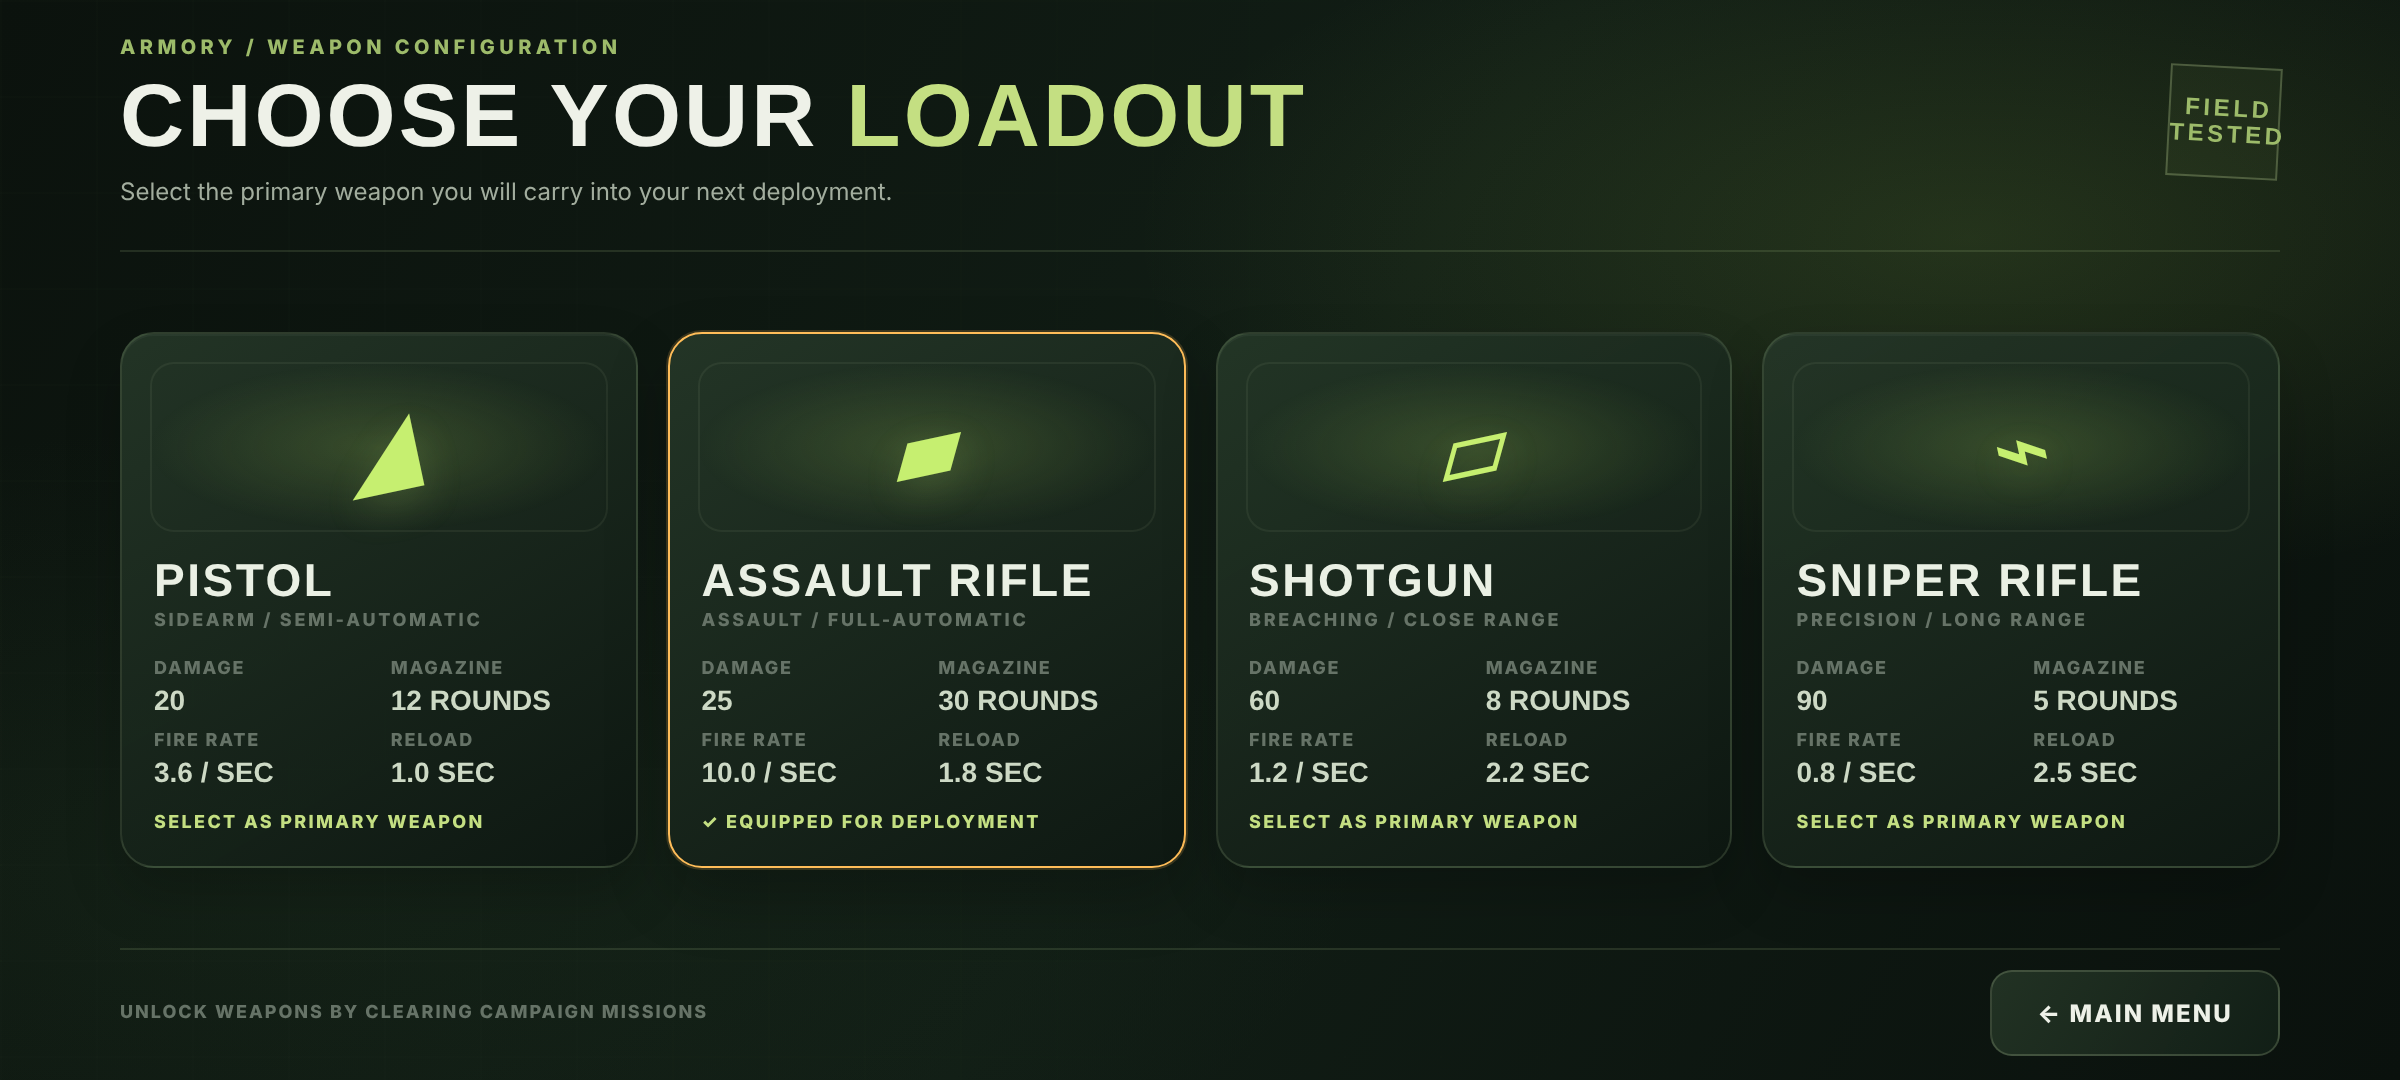 ARMORY / WEAPON CONFIGURATION
CHOOSE YOUR LOADOUT
Select the primary weapon you will carry into your next deployment.
FIELD
TESTED
PISTOL
SIDEARM / SEMI-AUTOMATIC
DAMAGE
20
MAGAZINE
12 ROUNDS
FIRE RATE
3.6 / SEC
RELOAD
1.0 SEC
SELECT AS PRIMARY WEAPON
ASSAULT RIFLE
ASSAULT / FULL-AUTOMATIC
DAMAGE
25
MAGAZINE
30 ROUNDS
FIRE RATE
10.0 / SEC
RELOAD
1.8 SEC
✓ EQUIPPED FOR DEPLOYMENT
SHOTGUN
BREACHING / CLOSE RANGE
DAMAGE
60
MAGAZINE
8 ROUNDS
FIRE RATE
1.2 / SEC
RELOAD
2.2 SEC
SELECT AS PRIMARY WEAPON
SNIPER RIFLE
PRECISION / LONG RANGE
DAMAGE
90
MAGAZINE
5 ROUNDS
FIRE RATE
0.8 / SEC
RELOAD
2.5 SEC
SELECT AS PRIMARY WEAPON
UNLOCK WEAPONS BY CLEARING CAMPAIGN MISSIONS
← MAIN MENU